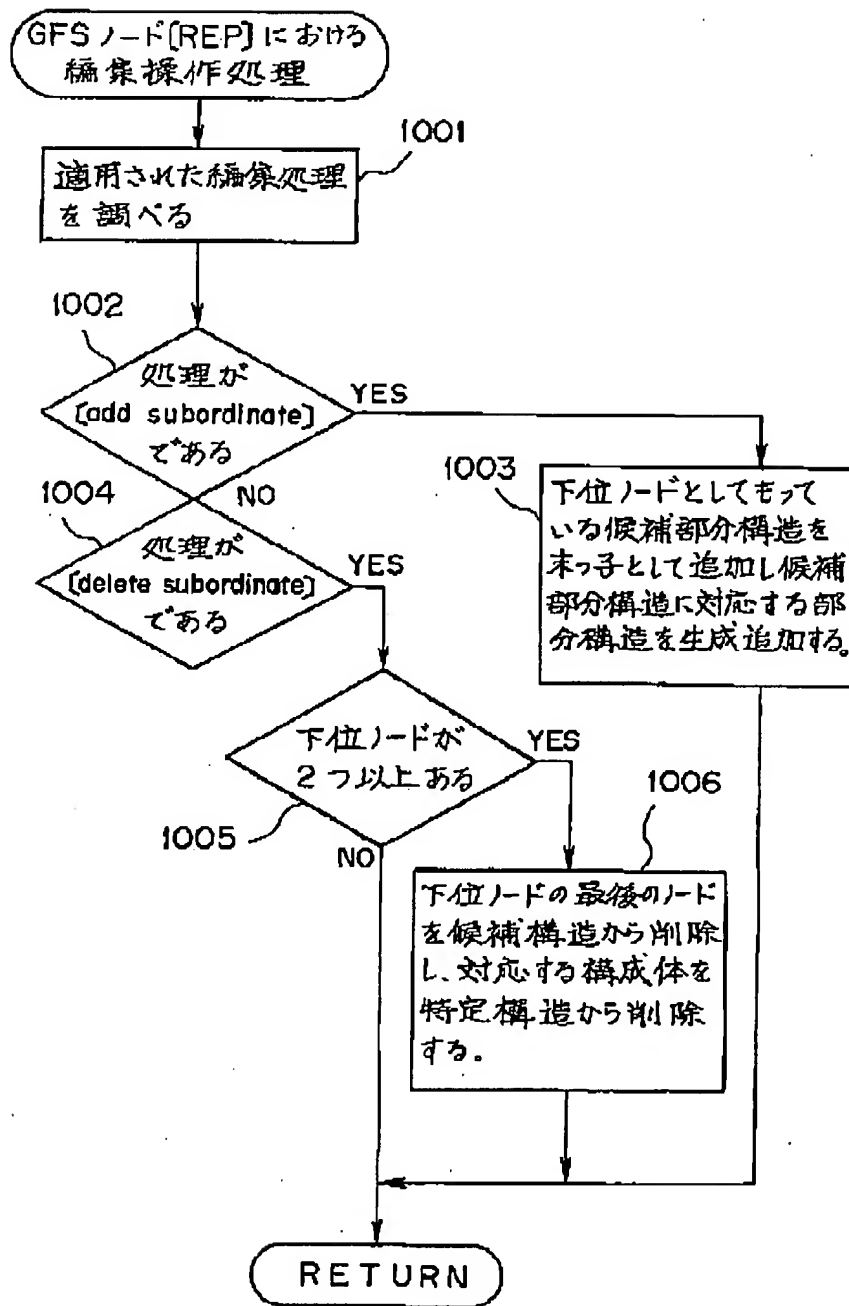 GFSノード[REP]における
編集操作処理
1001
適用された編集処理
を調べる
1002
処理が
[add subordinate]
である
YES
NO
1003
下位ノードとしてもって
いる候補部分構造を
末っ子として追加し候補
部分構造に対応する部
分構造を生成追加する。
1004
処理が
[delete subordinate]
である
YES
下位ノードが
2つ以上ある
YES
1005
NO
1006
下位ノードの最後のノード
を候補構造から削除
し、対応する構成体を
特定構造から削除
する。
RETURN